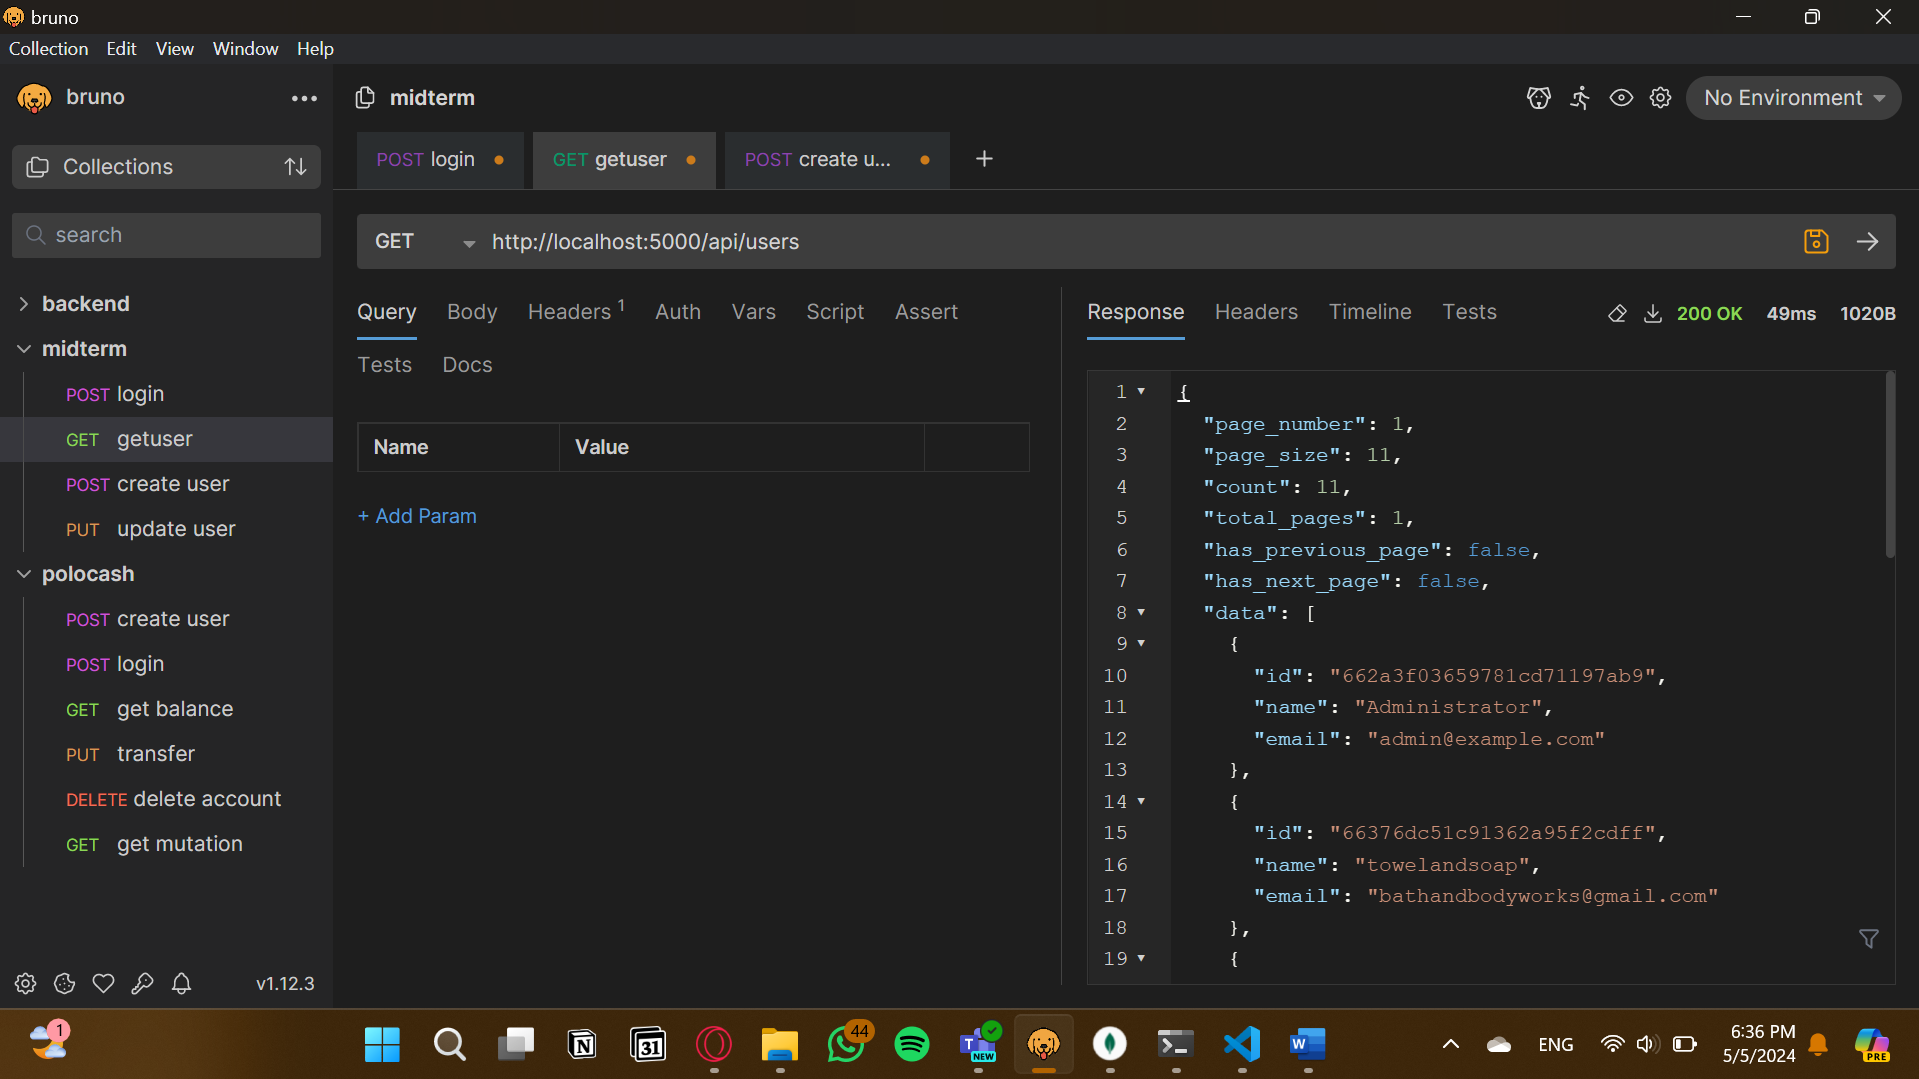 bruno
Collection Edit View Window Help
bruno
Collections
search
backend
midterm
POST login
GET getuser
POST create user
PUT update user
polocash
POST create user
POST login
GET get balance
PUT transfer
DELETE delete account
GET get mutation
v1.12.3
midterm
No Environment
POST login
GET getuser
POST create u...
GET http://localhost:5000/api/users
Query Body Headers 1 Auth Vars Script Assert
Tests Docs
Name Value
+ Add Param
Response Headers Timeline Tests 200 OK 49ms 1020B
1 {
2 "page_number": 1,
3 "page_size": 11,
4 "count": 11,
5 "total_pages": 1,
6 "has_previous_page": false,
7 "has_next_page": false,
8 "data": [
9 {
10 "id": "662a3f03659781cd71197ab9",
11 "name": "Administrator",
12 "email": "admin@example.com"
13 },
14 {
15 "id": "66376dc51c91362a95f2cdff",
16 "name": "towelandsoap",
17 "email": "bathandbodyworks@gmail.com"
18 },
19 {
1
N
31
44
T
NEW
W
ENG
6:36 PM
5/5/2024
PRE